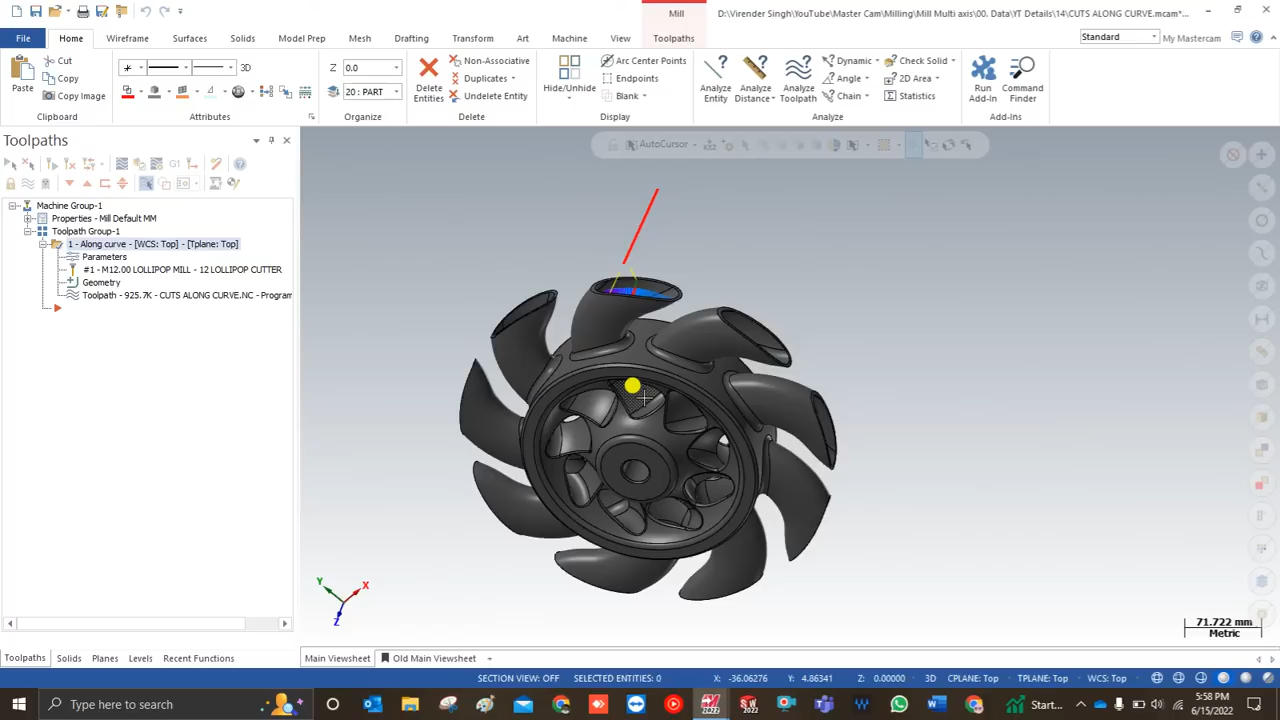 Mill
D:\Virender Singh\YouTube\Master Cam\Milling\Mill Multi axis\00. Data\YT Details\14\CUTS ALONG CURVE.mcam*...
File Home Wireframe Surfaces Solids Model Prep Mesh Drafting Transform Art Machine View Toolpaths Standard My Mastercam
Paste
Cut
Copy
Copy Image
Clipboard
3D
Attributes
Z 0.0
20 : PART
Organize
Delete Entities
Non-Associative
Duplicates
Undelete Entity
Delete
Hide/Unhide
Arc Center Points
Endpoints
Blank
Display
Analyze Entity
Analyze Distance
Analyze Toolpath
Dynamic
Angle
Chain
Check Solid
2D Area
Statistics
Analyze
Run Add-In
Command Finder
Add-Ins
Toolpaths
AutoCursor
G1
Machine Group-1
Properties - Mill Default MM
Toolpath Group-1
1 - Along curve - [WCS: Top] - [Tplane: Top]
Parameters
#1 - M12.00 LOLLIPOP MILL - 12 LOLLIPOP CUTTER
Geometry
Toolpath - 925.7K - CUTS ALONG CURVE.NC - Program
Y X Z
71.722 mm
Metric
Toolpaths Solids Planes Levels Recent Functions
Main Viewsheet Old Main Viewsheet +
SECTION VIEW: OFF SELECTED ENTITIES: 0 X: -36.06276 Y: 4.86341 Z: 0.00000 3D CPLANE: Top TPLANE: Top WCS: Top
Type here to search
Start...
5:58 PM
6/15/2022